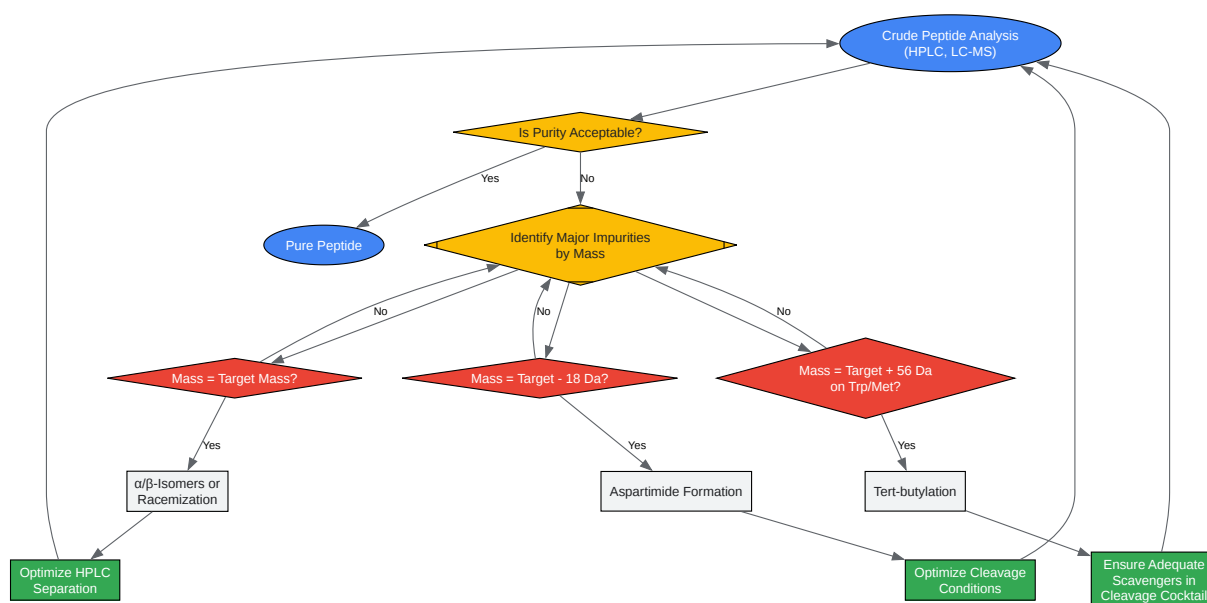 Crude Peptide Analysis
(HPLC, LC-MS)
Is Purity Acceptable?
Yes
No
Pure Peptide
Identify Major Impurities
by Mass
No
No
No
Mass = Target Mass?
Mass = Target - 18 Da?
Mass = Target + 56 Da
on Trp/Met?
Yes
Yes
Yes
α/β-Isomers or
Racemization
Aspartimide Formation
Tert-butylation
Optimize HPLC
Separation
Optimize Cleavage
Conditions
Ensure Adequate
Scavengers in
Cleavage Cocktail